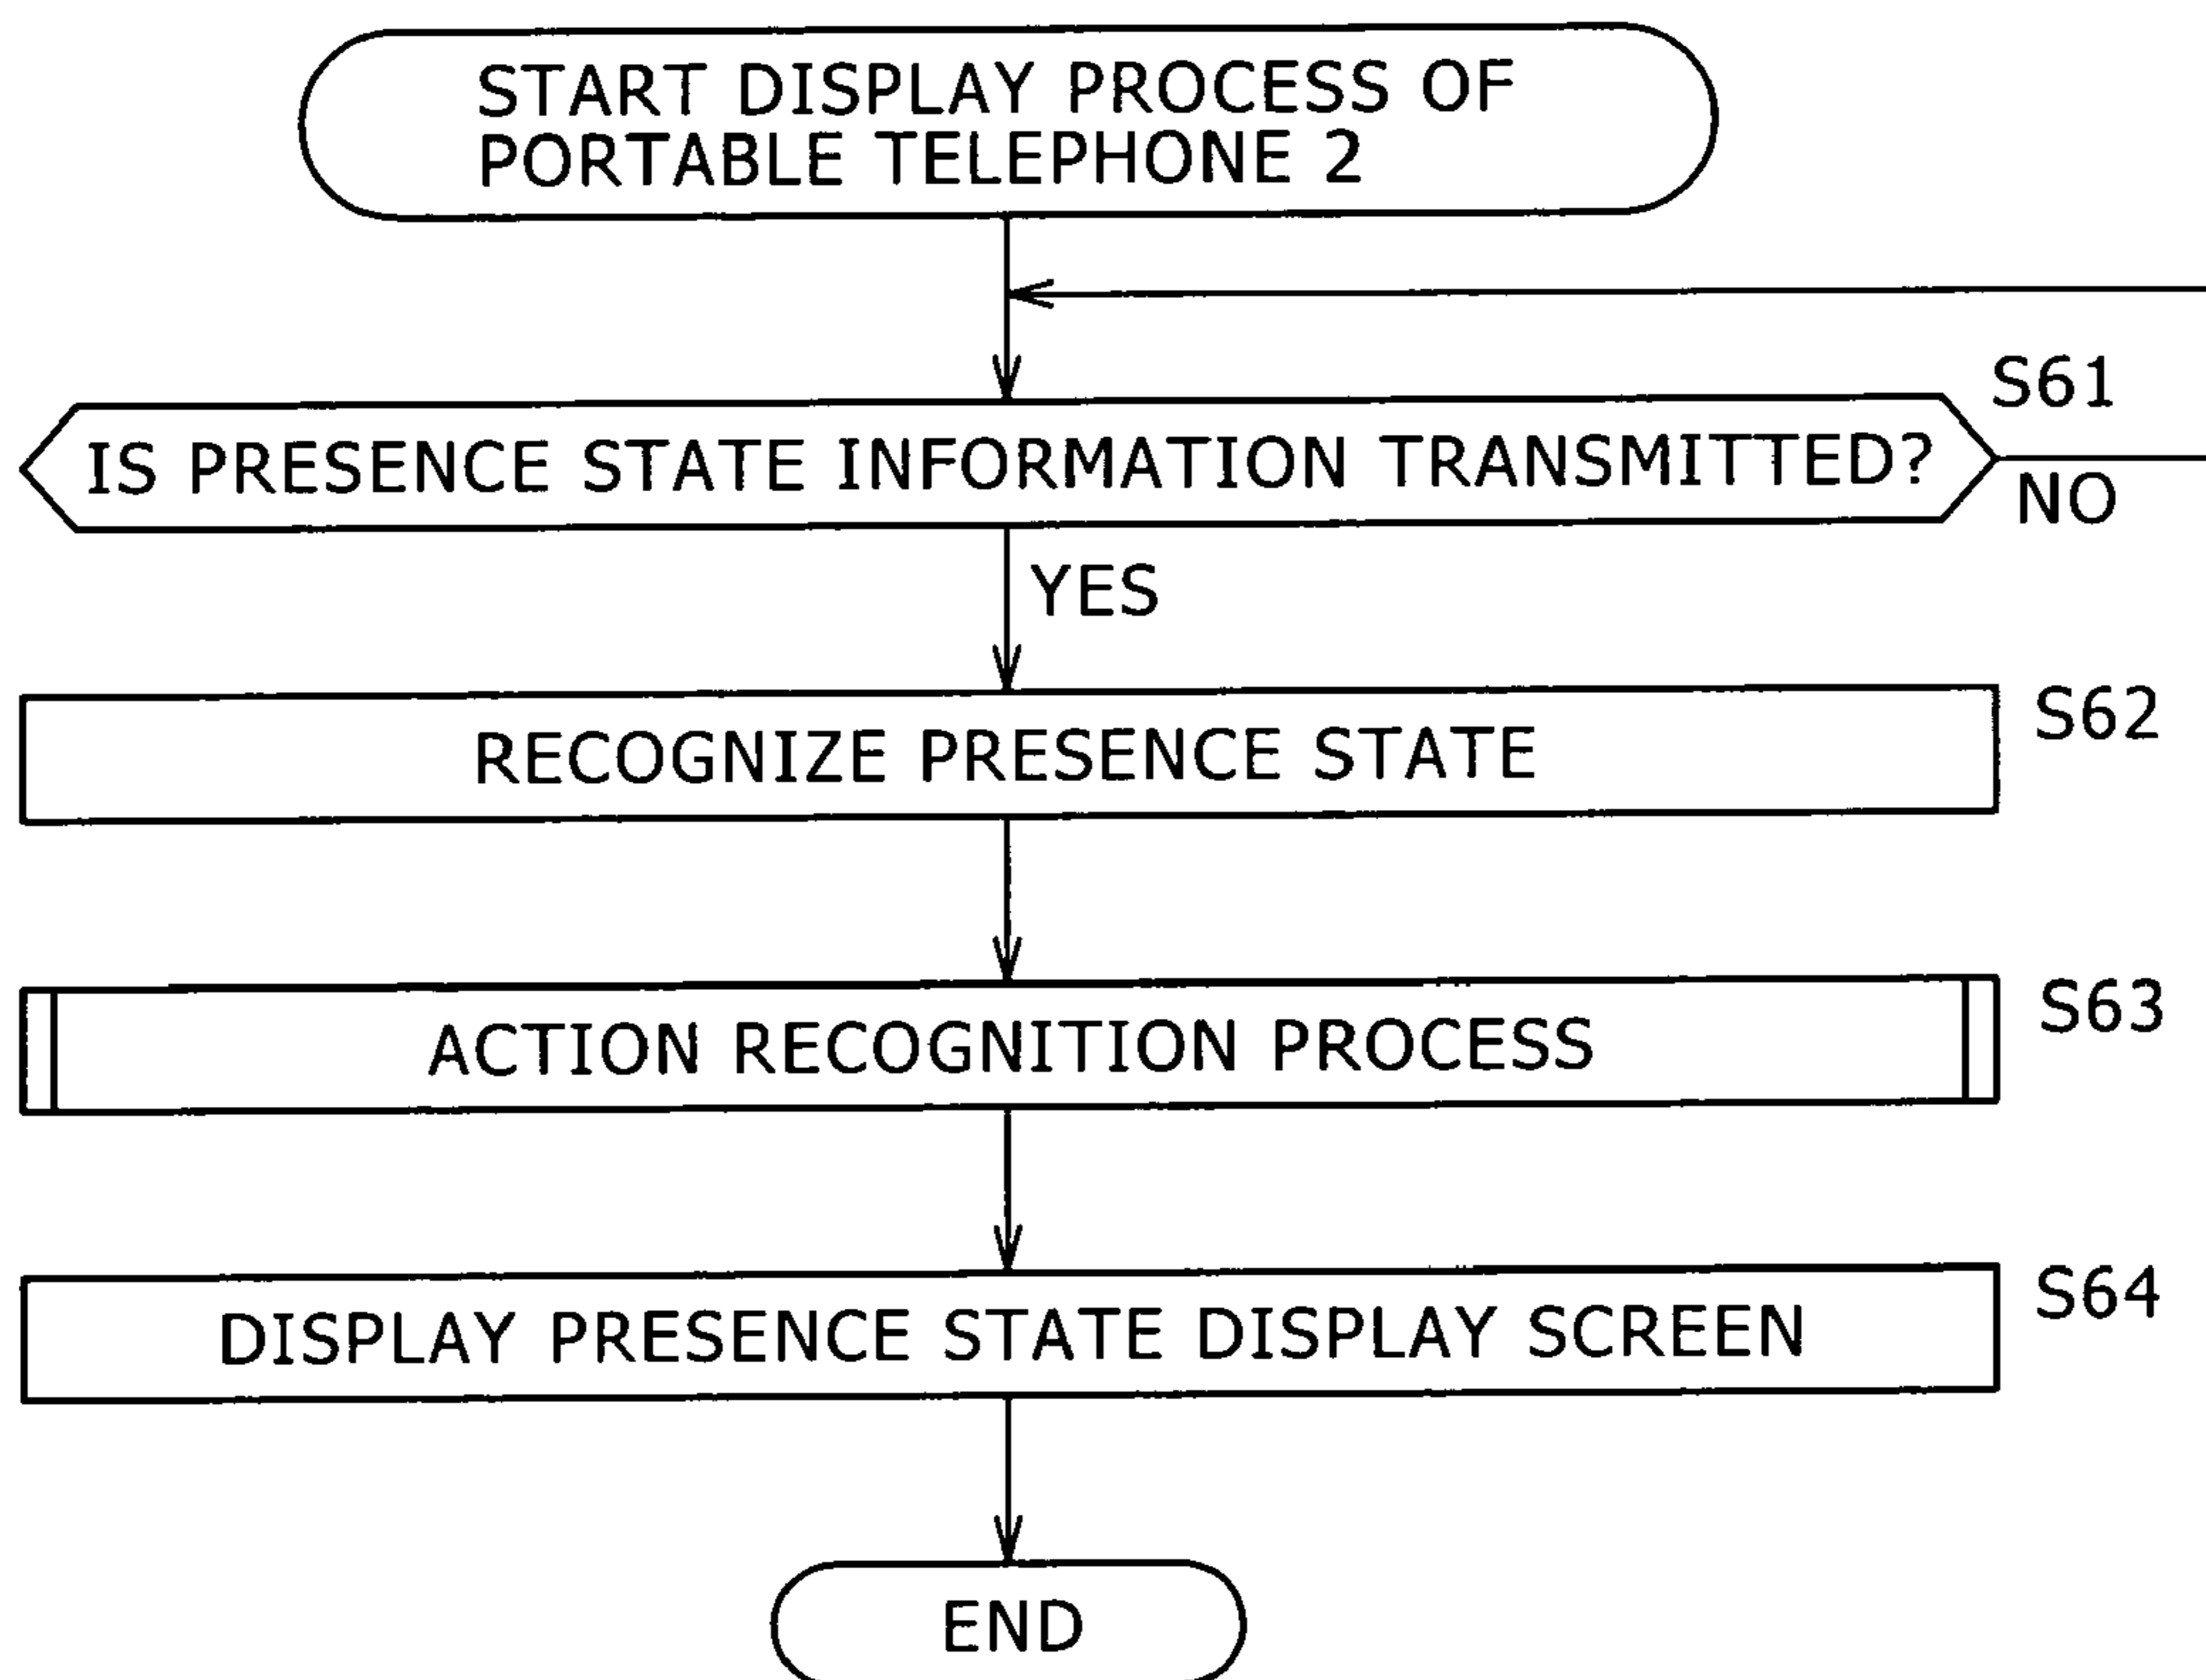 START DISPLAY PROCESS OF
PORTABLE TELEPHONE 2
S61
IS PRESENCE STATE INFORMATION TRANSMITTED?
NO
YES
S62
RECOGNIZE PRESENCE STATE
S63
ACTION RECOGNITION PROCESS
S64
DISPLAY PRESENCE STATE DISPLAY SCREEN
END